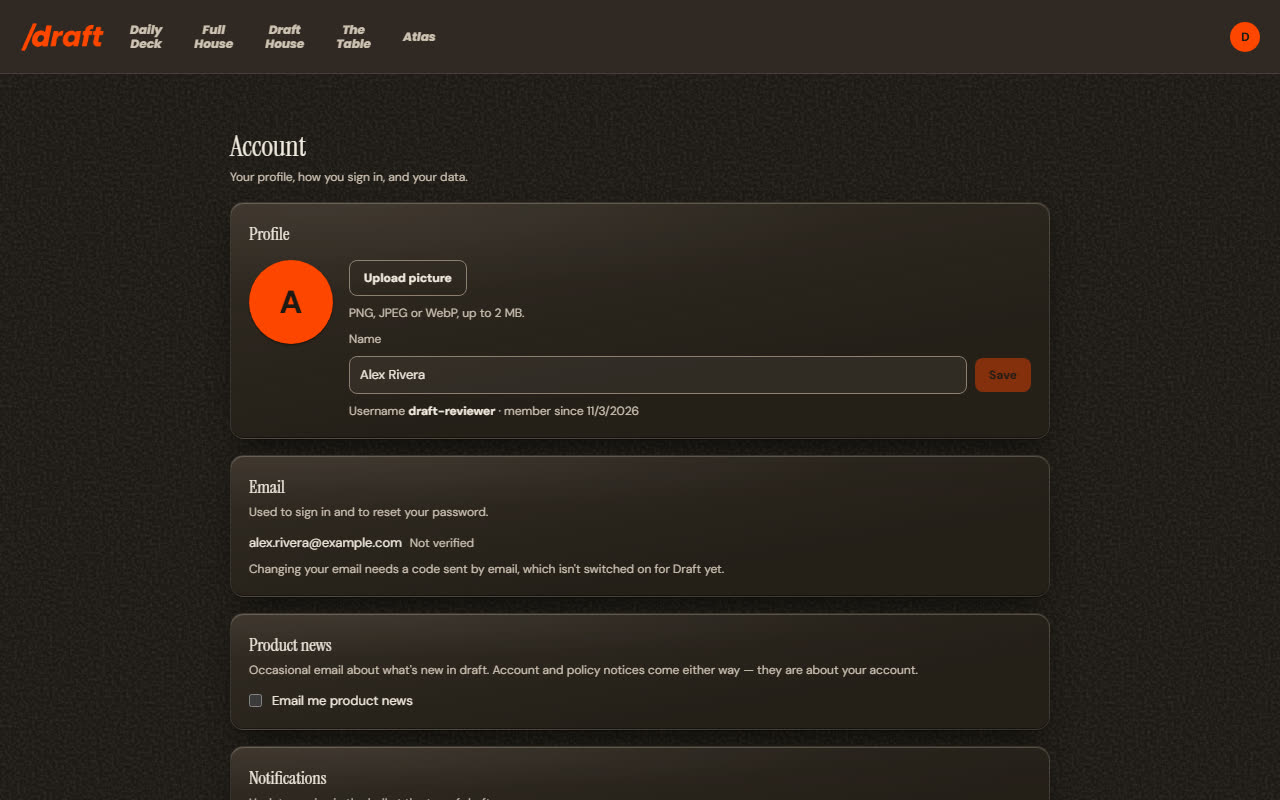 /draft
Daily
Deck
Full
House
Draft
House
The
Table
Atlas
D
Account
Your profile, how you sign in, and your data.
Profile
A
Upload picture
PNG, JPEG or WebP, up to 2 MB.
Name
Alex Rivera
Save
Username draft-reviewer · member since 11/3/2026
Email
Used to sign in and to reset your password.
alex.rivera@example.com Not verified
Changing your email needs a code sent by email, which isn't switched on for Draft yet.
Product news
Occasional email about what's new in draft. Account and policy notices come either way — they are about your account.
Email me product news
Notifications